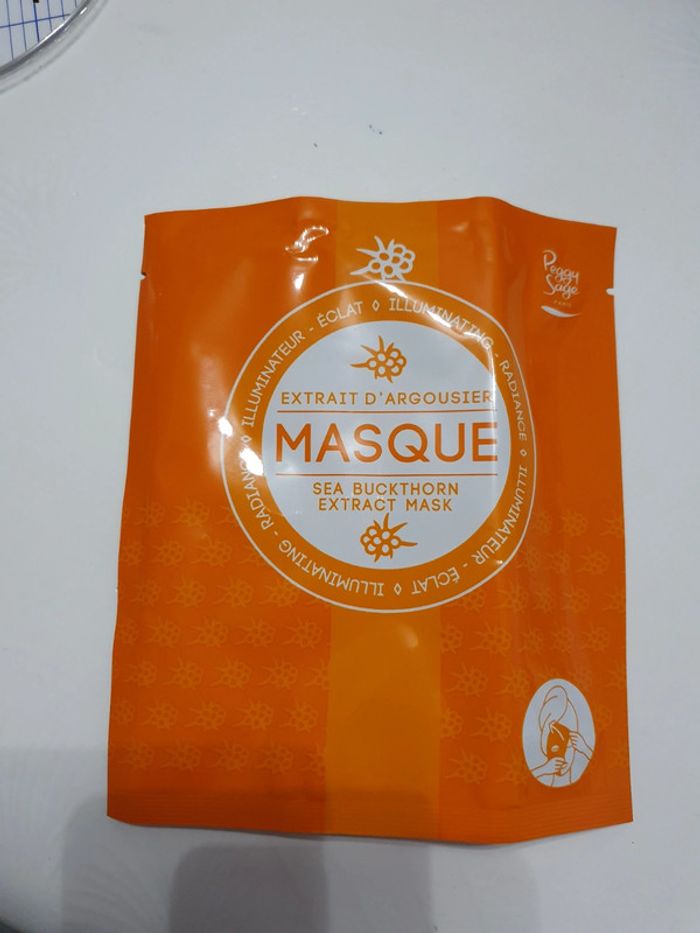 Peggy
Sage
PARIS
ILLUMINATEUR - ÉCLAT ◊ ILLUMINATING - RADIANCE ◊ ILLUMINATEUR - ÉCLAT ◊ ILLUMINATING - RADIANCE ◊
EXTRAIT D'ARGOUSIER
MASQUE
SEA BUCKTHORN
EXTRACT MASK